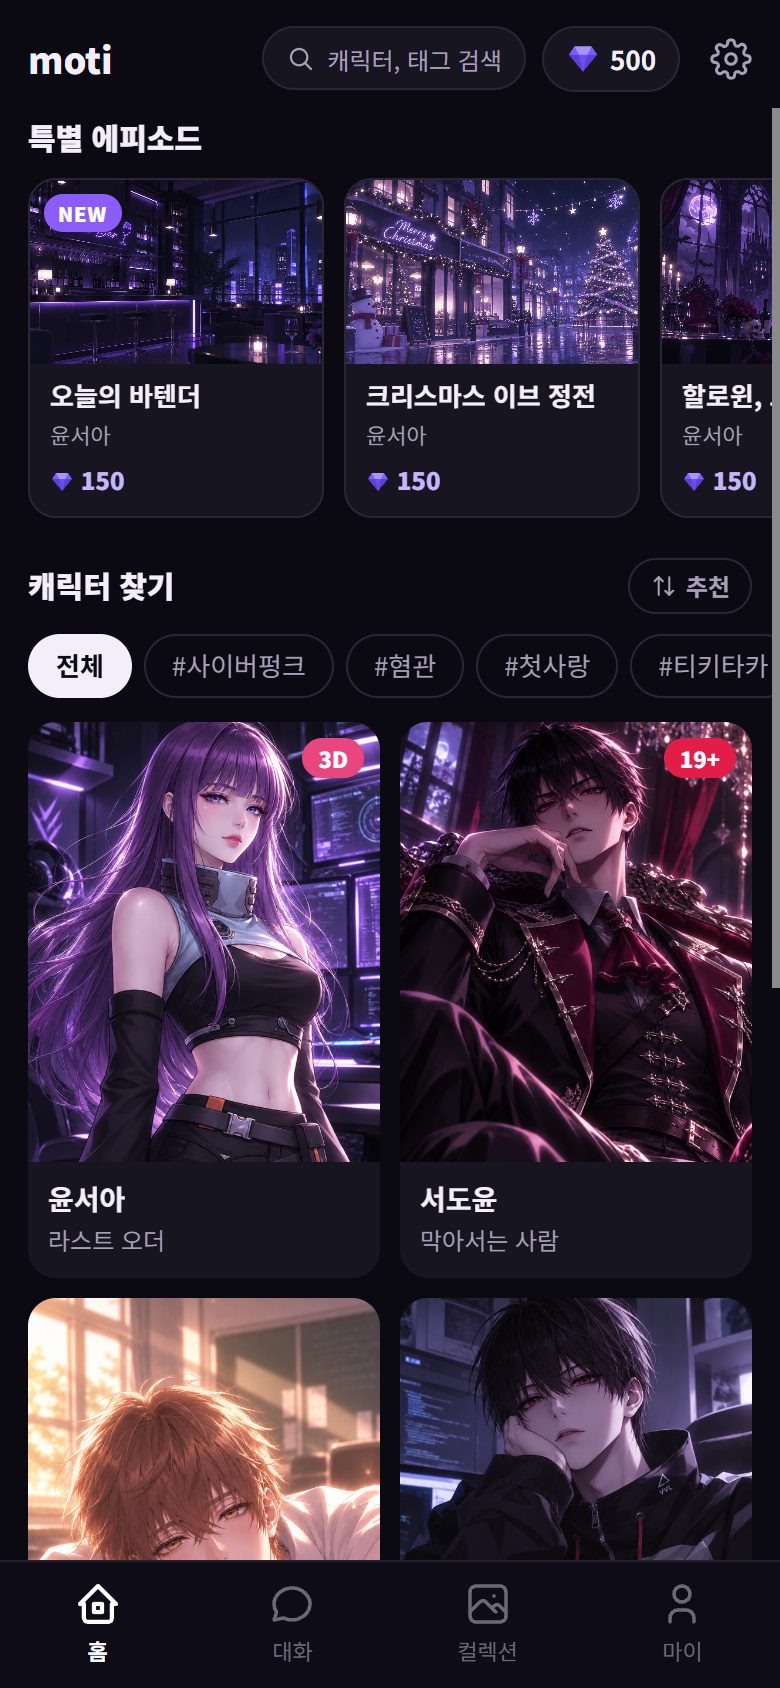 moti
캐릭터, 태그 검색
500
특별 에피소드
NEW
Merry Christmas
오늘의 바텐더
윤서아
150
크리스마스 이브 정전
윤서아
150
할로윈,
윤서아
150
캐릭터 찾기
추천
전체
#사이버펑크
#혐관
#첫사랑
#티키타카
3D
19+
윤서아
라스트 오더
서도윤
막아서는 사람
홈
대화
컬렉션
마이